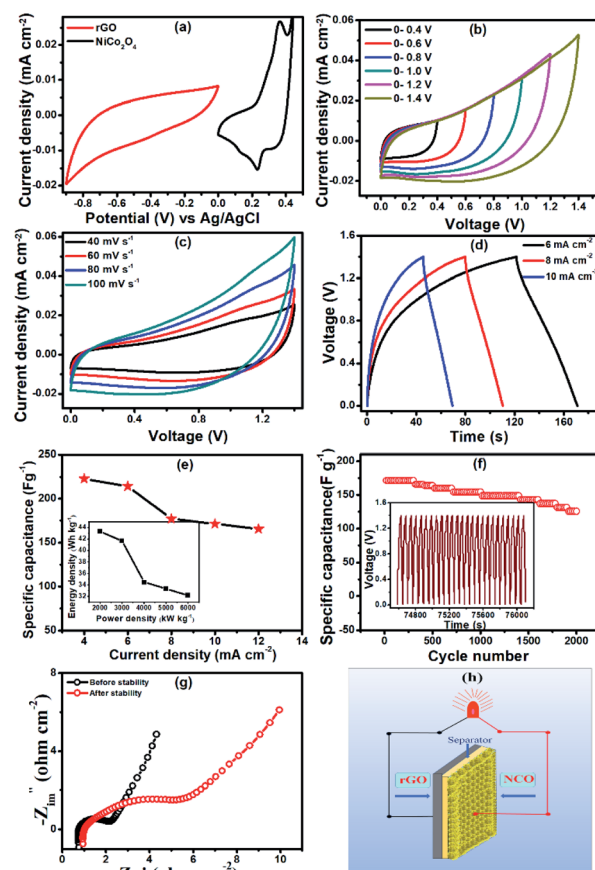 (a)
rGO
NiCo2O4
Current density (mA cm-2)
0.02
0.01
0.00
-0.01
-0.02
-0.8 -0.6 -0.4 -0.2 0.0 0.2 0.4
Potential (V) vs Ag/AgCl
(b)
0- 0.4 V
0- 0.6 V
0- 0.8 V
0- 1.0 V
0- 1.2 V
0- 1.4 V
Current density (mA cm-2)
0.06
0.04
0.02
0.00
-0.02
0.0 0.2 0.4 0.6 0.8 1.0 1.2 1.4
Voltage (V)
(c)
40 mV s-1
60 mV s-1
80 mV s-1
100 mV s-1
Current density (mA cm-2)
0.06
0.04
0.02
0.00
-0.02
0.0 0.4 0.8 1.2
Voltage (V)
(d)
6 mA cm-2
8 mA cm-2
10 mA cm-2
Voltage (V)
1.6
1.2
0.8
0.4
0.0
0 40 80 120 160
Time (s)
(e)
Specific capacitance (Fg-1)
250
200
150
100
50
0
2 4 6 8 10 12 14
Current density (mA cm-2)
Energy density (Wh kg-1)
44
42
40
38
36
34
32
2000 3000 4000 5000 6000
Power density (kW kg-1)
(f)
Specific capacitance(F g-1)
200
175
150
125
100
75
50
25
0
-25
-50
0 500 1000 1500 2000
Cycle number
Voltage (V)
1.6
1.2
0.8
0.4
0.0
74800 75200 75600 76000
Time (s)
(g)
Before stability
After stability
-Zim'' (ohm cm-2)
8
4
0
0 2 4 6 8 10
(h)
Separator
rGO
NCO